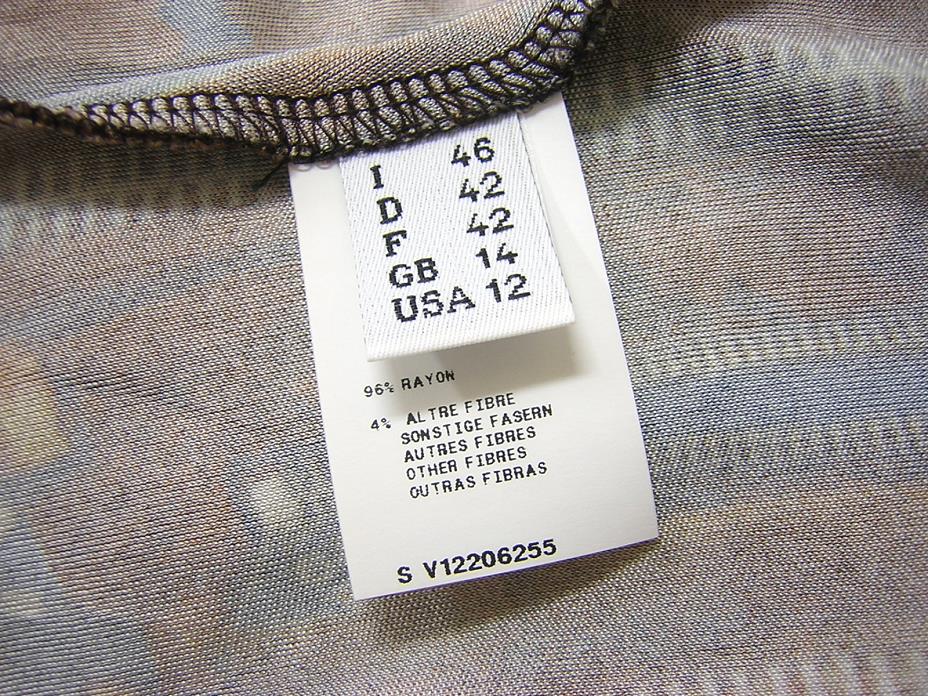 I 46
D 42
F 42
GB 14
USA 12
96% RAYON
4% ALTRE FIBRE
SONSTIGE FASERN
AUTRES FIBRES
OTHER FIBRES
OUTRAS FIBRAS
S V12206255